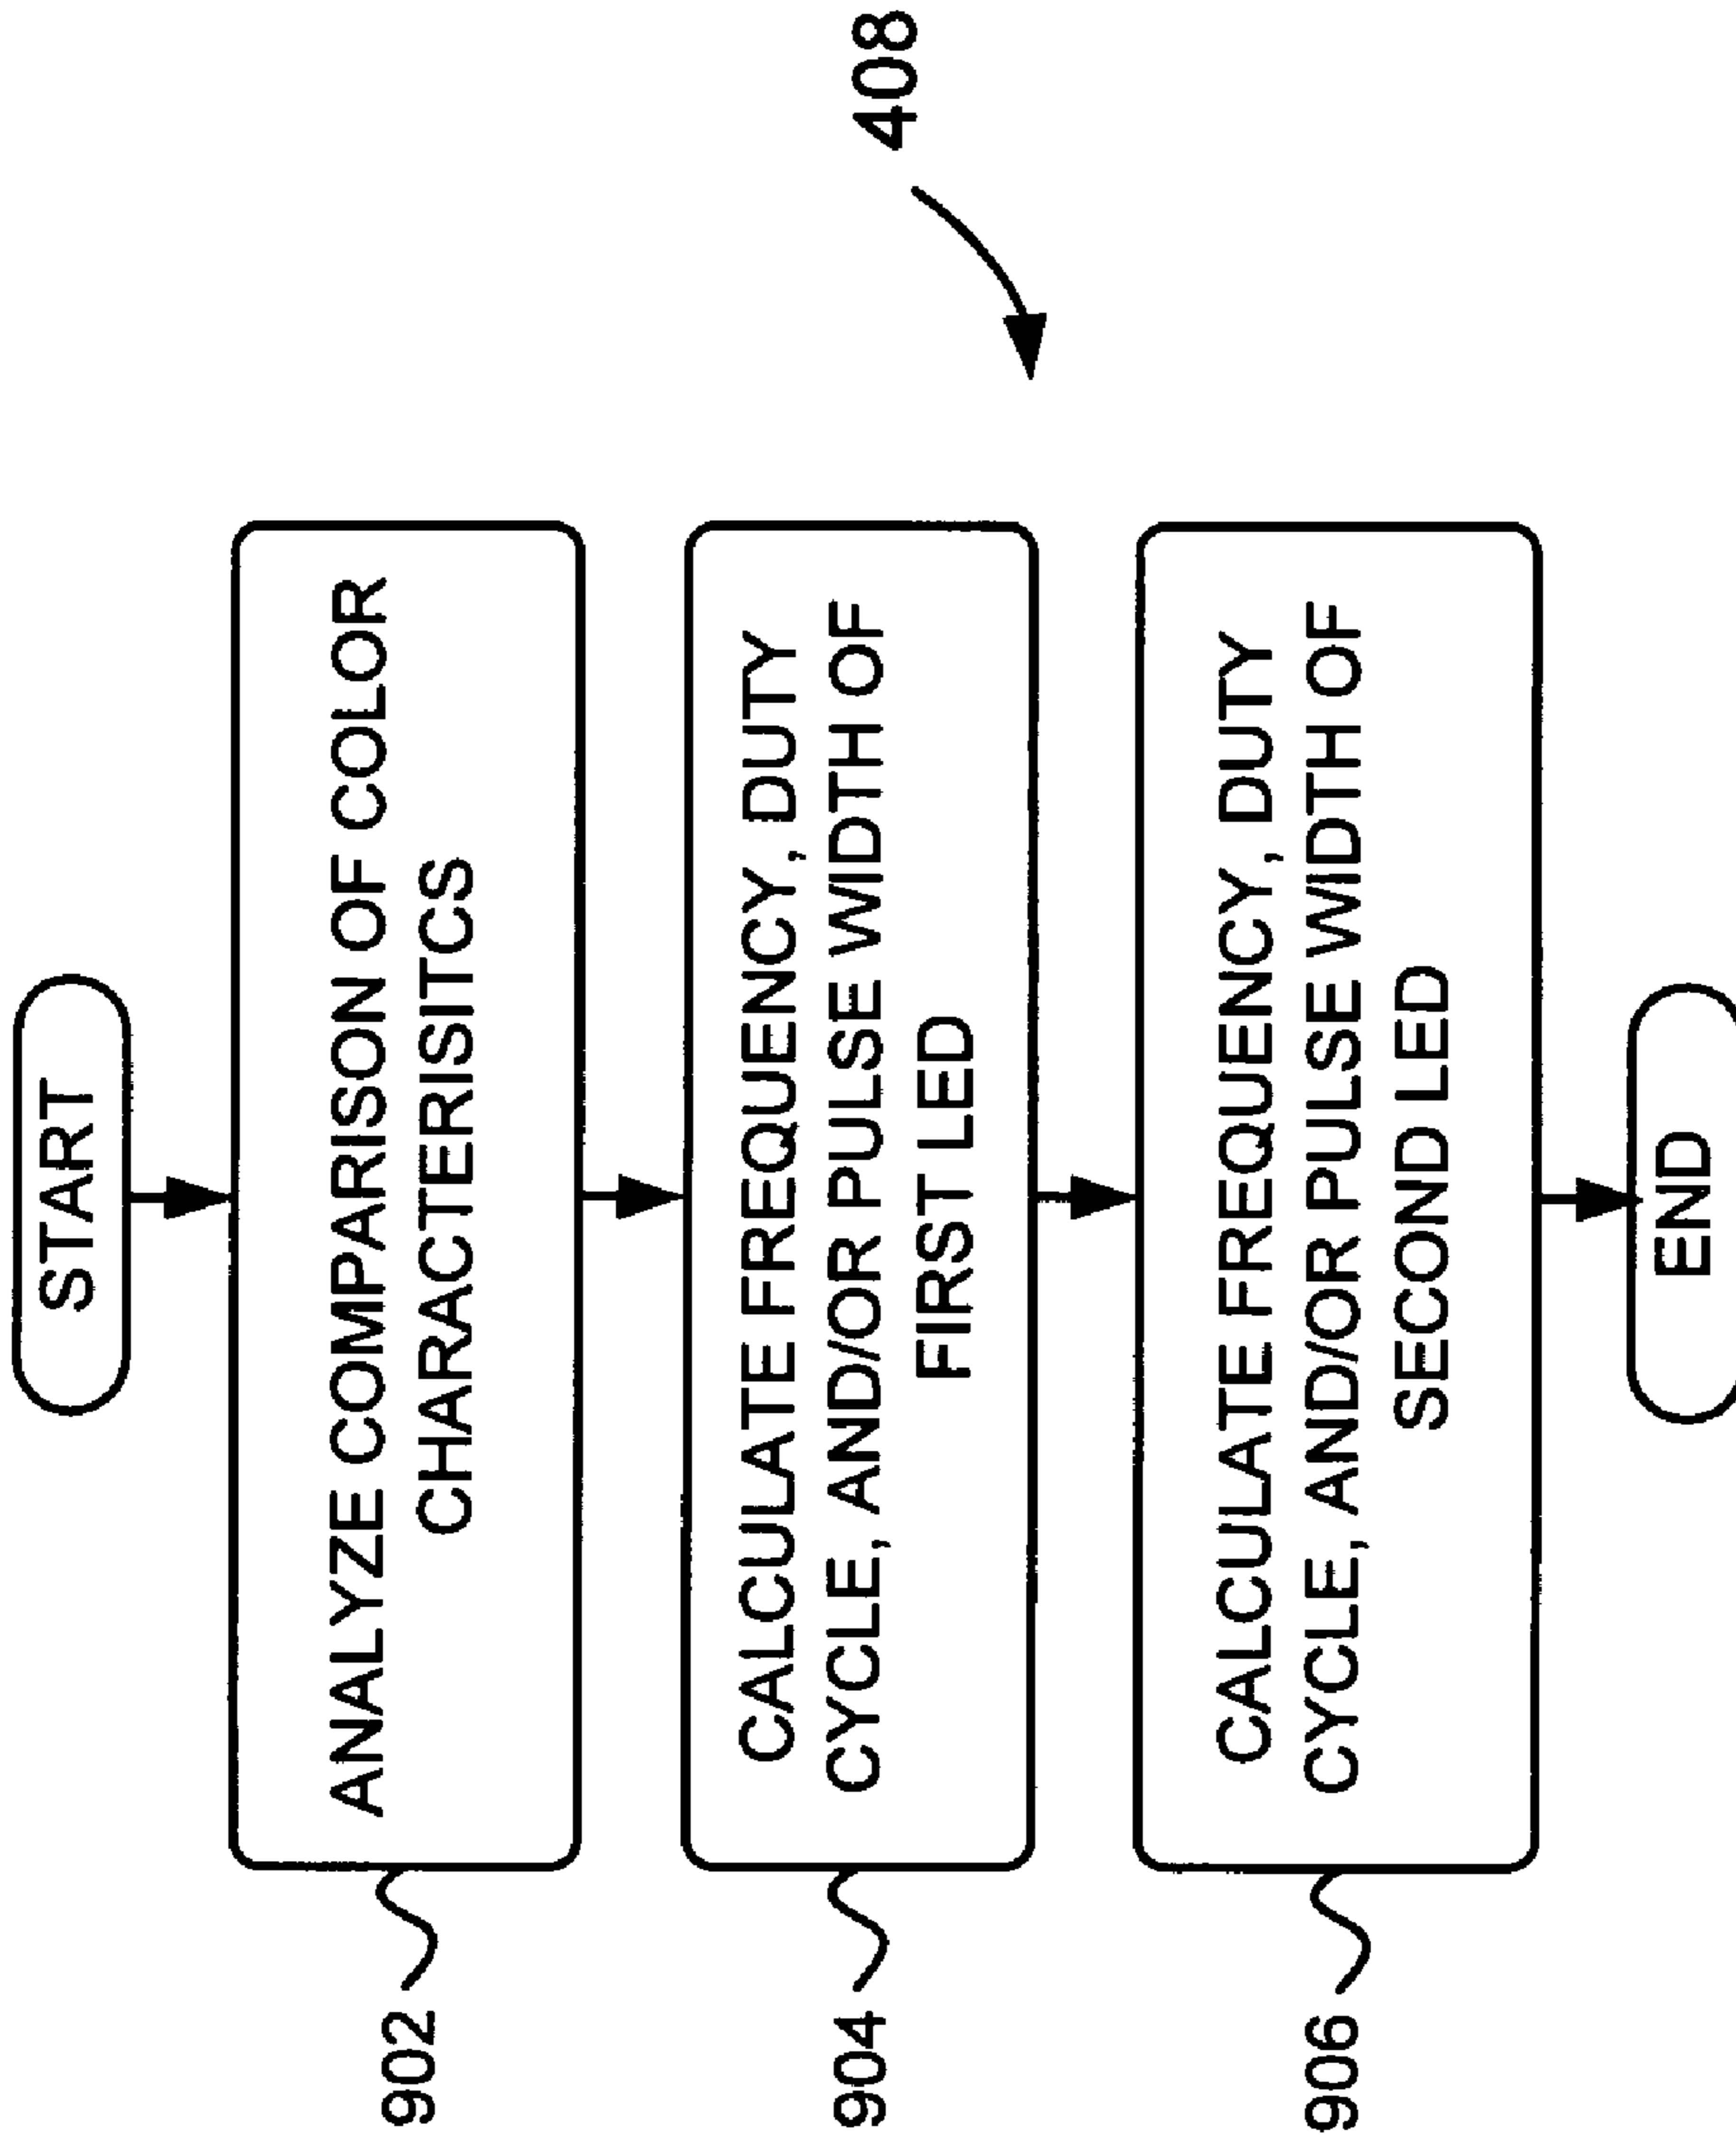 START
902
ANALYZE COMPARISON OF COLOR
CHARACTERISITCS
904
CALCULATE FREQUENCY, DUTY
CYCLE, AND/OR PULSE WIDTH OF
FIRST LED
408
906
CALCULATE FREQUENCY, DUTY
CYCLE, AND/OR PULSE WIDTH OF
SECOND LED
END